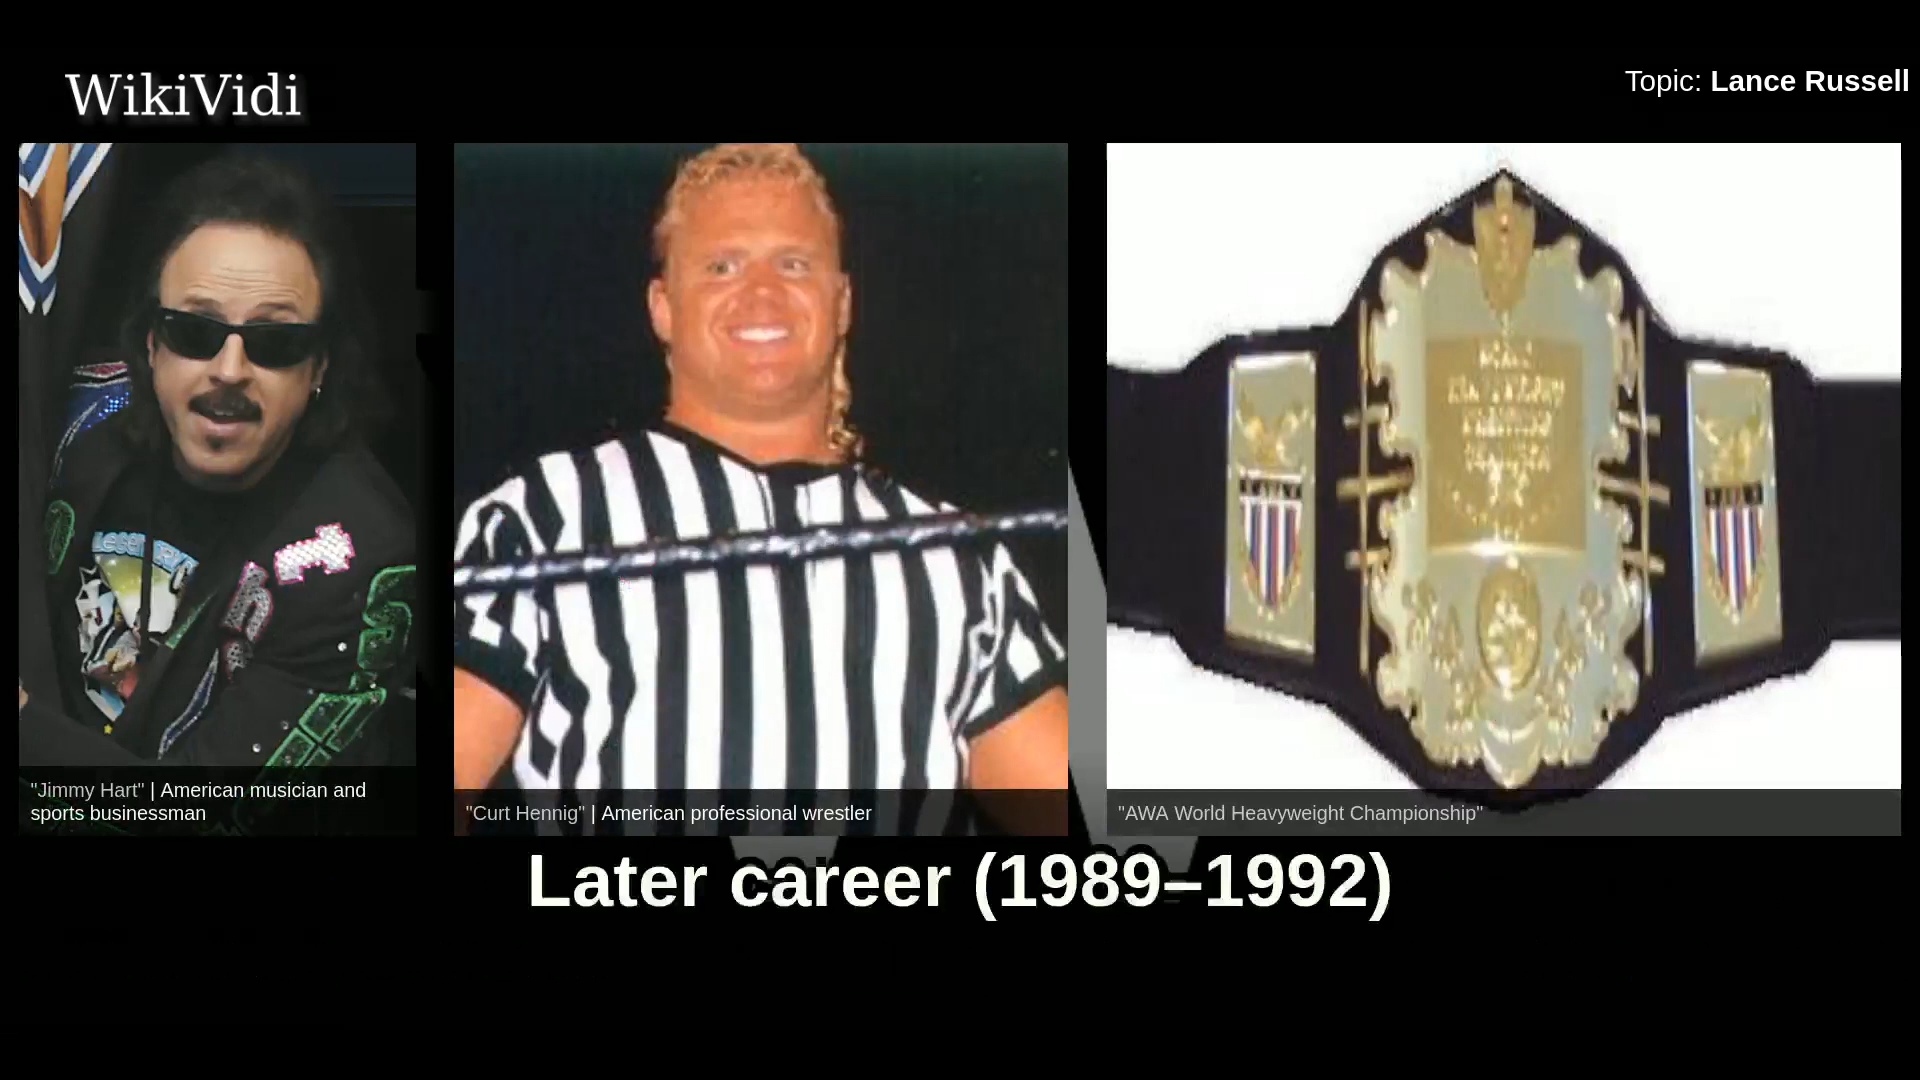 WikiVidi
Topic: Lance Russell
"Jimmy Hart" | American musician and
sports businessman
"Curt Hennig" | American professional wrestler
"AWA World Heavyweight Championship"
Later career (1989–1992)